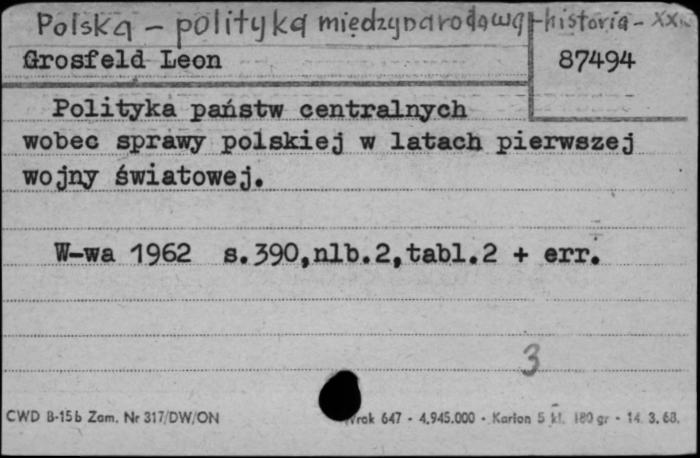 Polska - polityka międzynarodowa - historia - XX
Grosfeld Leon
87494
Polityka państw centralnych
wobec sprawy polskiej w latach pierwszej
wojny światowej.
W-wa 1962 s.390,nlb.2,tabl.2 + err.
3
CWD B-15b Zam. Nr 317/DW/ON
647 - 4.945.000 - Karton 5 kl. 180 gr - 14. 3. 68.